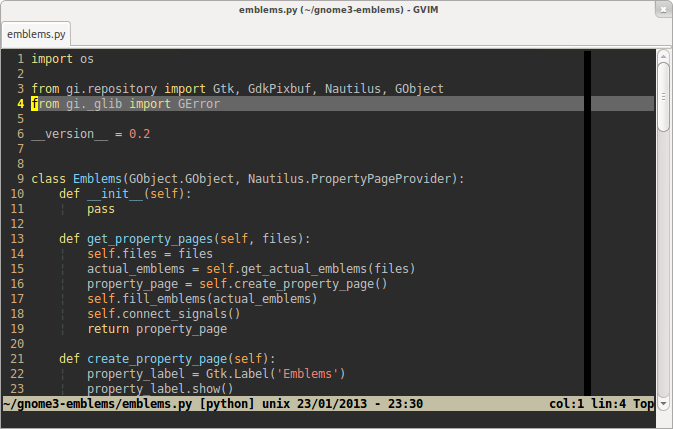 emblems.py (~/gnome3-emblems) - GVIM
emblems.py
1 import os
2
3 from gi.repository import Gtk, GdkPixbuf, Nautilus, GObject
4 from gi._glib import GError
5
6 __version__ = 0.2
7
8
9 class Emblems(GObject.GObject, Nautilus.PropertyPageProvider):
10     def __init__(self):
11         pass
12
13     def get_property_pages(self, files):
14         self.files = files
15         actual_emblems = self.get_actual_emblems(files)
16         property_page = self.create_property_page()
17         self.fill_emblems(actual_emblems)
18         self.connect_signals()
19         return property_page
20
21     def create_property_page(self):
22         property_label = Gtk.Label('Emblems')
23         property_label.show()
~/gnome3-emblems/emblems.py [python] unix 23/01/2013 - 23:30 col:1 lin:4 Top